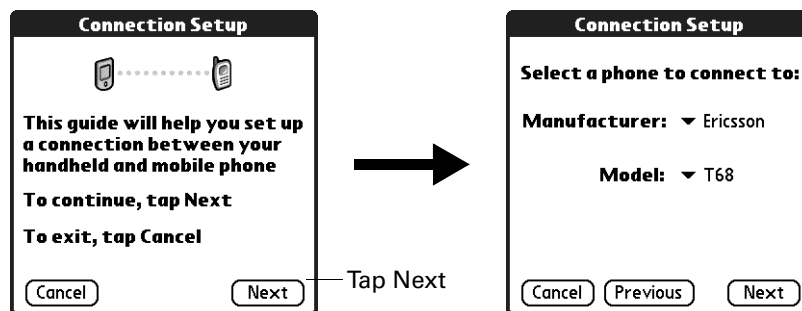 Connection Setup
This guide will help you set up
a connection between your
handheld and mobile phone
To continue, tap Next
To exit, tap Cancel
Cancel Next
Tap Next
Connection Setup
Select a phone to connect to:
Manufacturer: Ericsson
Model: T68
Cancel Previous Next